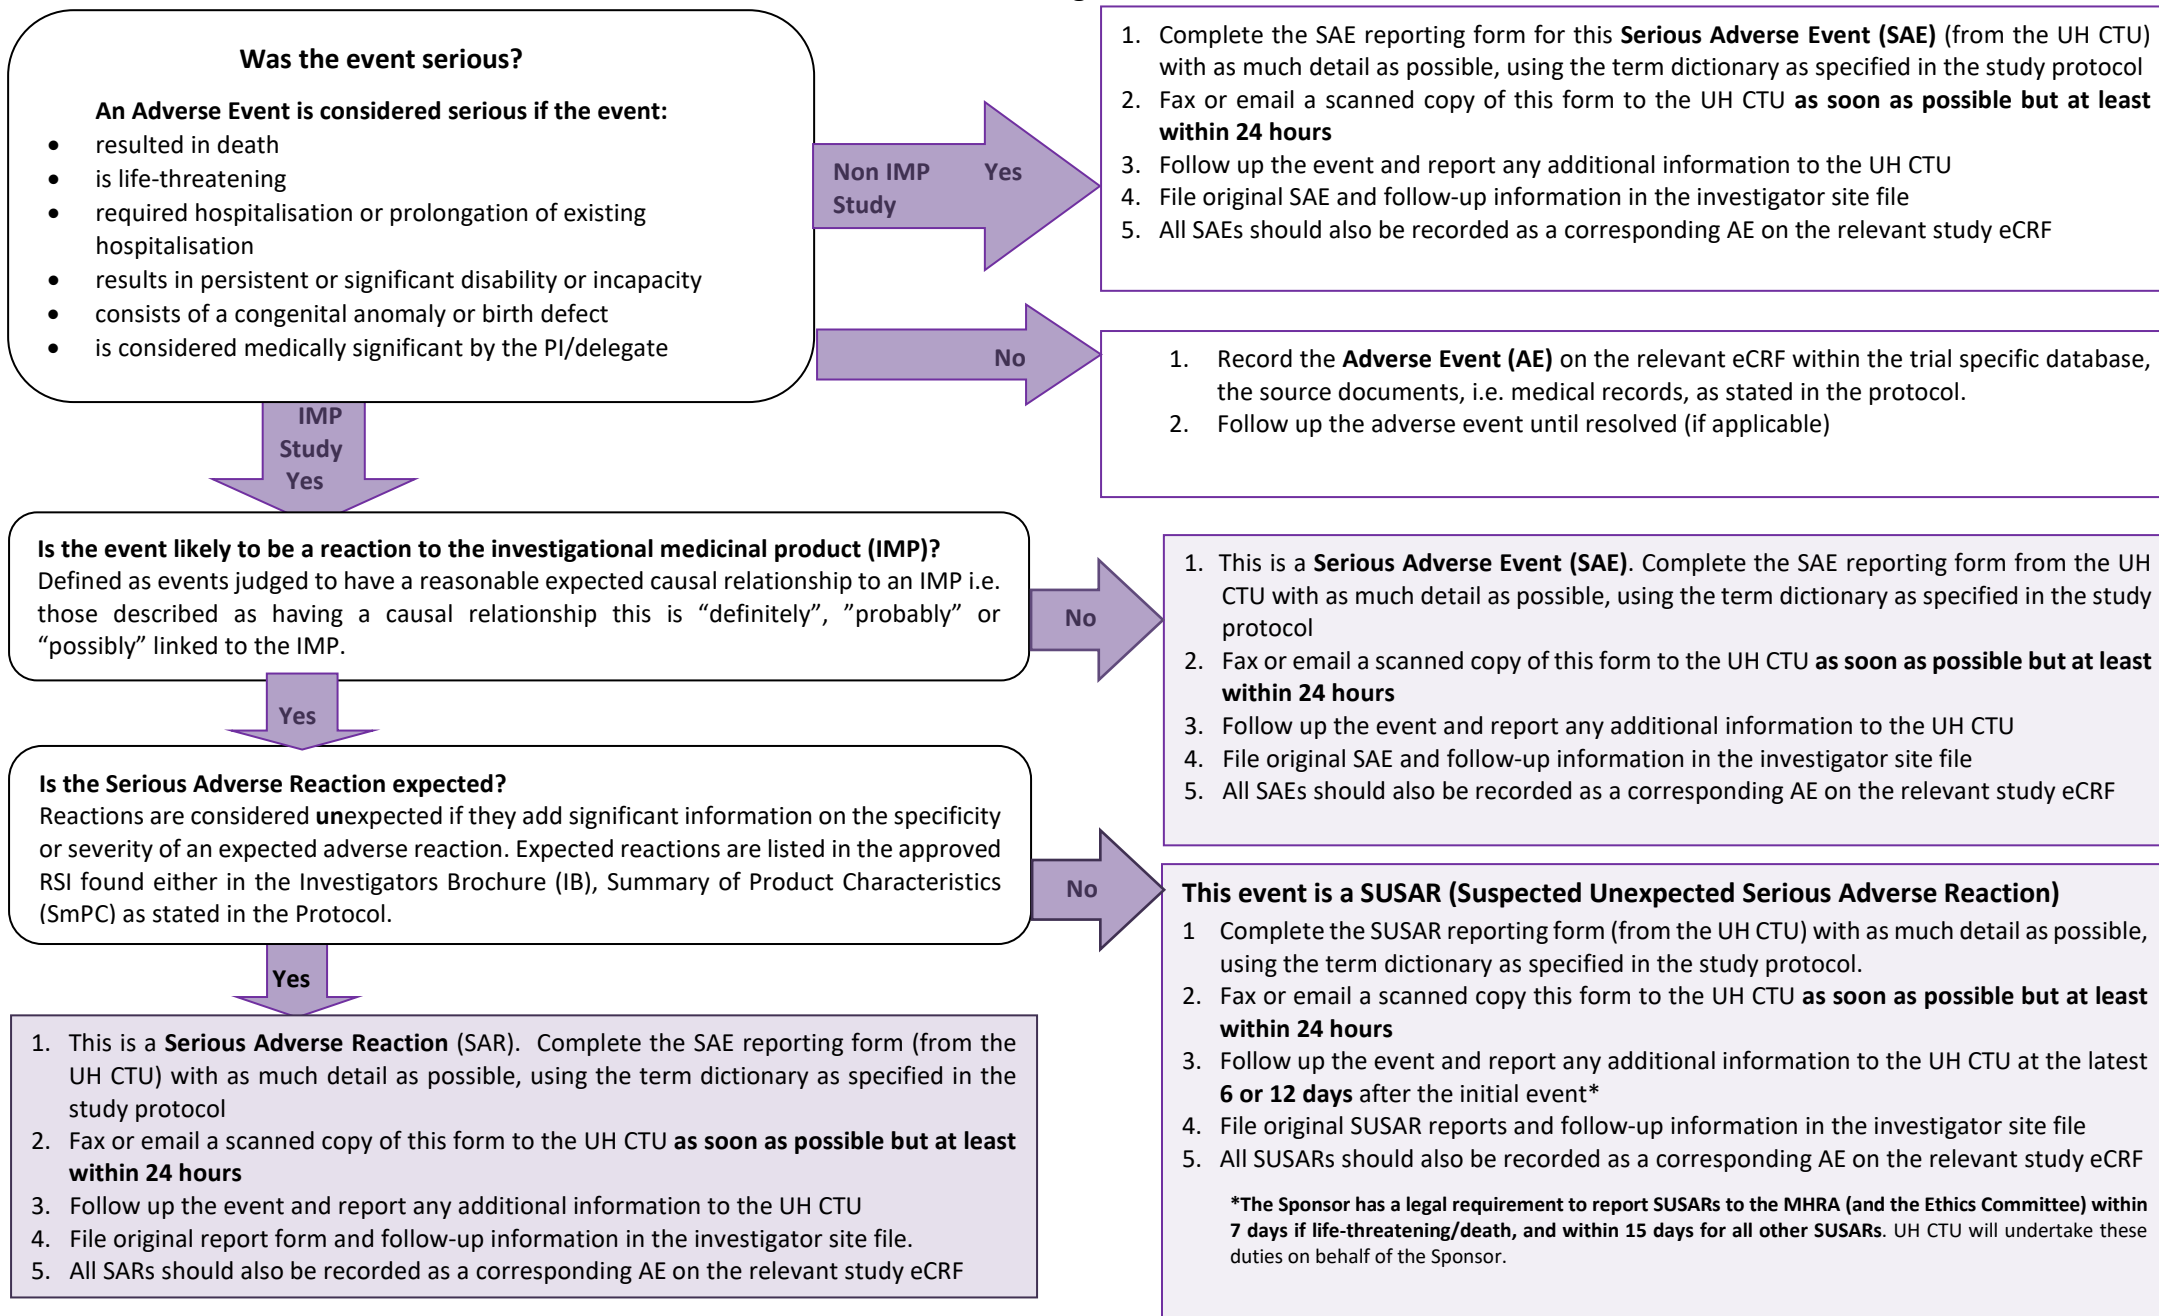 Was the event serious?
An Adverse Event is considered serious if the event:
• resulted in death
• is life-threatening
• required hospitalisation or prolongation of existing
hospitalisation
• results in persistent or significant disability or incapacity
• consists of a congenital anomaly or birth defect
• is considered medically significant by the PI/delegate
Non IMP Yes
Study
1. Complete the SAE reporting form for this Serious Adverse Event (SAE) (from the UH CTU)
with as much detail as possible, using the term dictionary as specified in the study protocol
2. Fax or email a scanned copy of this form to the UH CTU as soon as possible but at least
within 24 hours
3. Follow up the event and report any additional information to the UH CTU
4. File original SAE and follow-up information in the investigator site file
5. All SAEs should also be recorded as a corresponding AE on the relevant study eCRF
No
1. Record the Adverse Event (AE) on the relevant eCRF within the trial specific database,
the source documents, i.e. medical records, as stated in the protocol.
2. Follow up the adverse event until resolved (if applicable)
IMP
Study
Yes
Is the event likely to be a reaction to the investigational medicinal product (IMP)?
Defined as events judged to have a reasonable expected causal relationship to an IMP i.e.
those described as having a causal relationship this is “definitely”, ”probably” or
“possibly” linked to the IMP.
No
1. This is a Serious Adverse Event (SAE). Complete the SAE reporting form from the UH
CTU with as much detail as possible, using the term dictionary as specified in the study
protocol
2. Fax or email a scanned copy of this form to the UH CTU as soon as possible but at least
within 24 hours
3. Follow up the event and report any additional information to the UH CTU
4. File original SAE and follow-up information in the investigator site file
5. All SAEs should also be recorded as a corresponding AE on the relevant study eCRF
Yes
Is the Serious Adverse Reaction expected?
Reactions are considered unexpected if they add significant information on the specificity
or severity of an expected adverse reaction. Expected reactions are listed in the approved
RSI found either in the Investigators Brochure (IB), Summary of Product Characteristics
(SmPC) as stated in the Protocol.
No
This event is a SUSAR (Suspected Unexpected Serious Adverse Reaction)
1 Complete the SUSAR reporting form (from the UH CTU) with as much detail as possible,
using the term dictionary as specified in the study protocol.
2. Fax or email a scanned copy this form to the UH CTU as soon as possible but at least
within 24 hours
3. Follow up the event and report any additional information to the UH CTU at the latest
6 or 12 days after the initial event*
4. File original SUSAR reports and follow-up information in the investigator site file
5. All SUSARs should also be recorded as a corresponding AE on the relevant study eCRF
*The Sponsor has a legal requirement to report SUSARs to the MHRA (and the Ethics Committee) within
7 days if life-threatening/death, and within 15 days for all other SUSARs. UH CTU will undertake these
duties on behalf of the Sponsor.
Yes
1. This is a Serious Adverse Reaction (SAR). Complete the SAE reporting form (from the
UH CTU) with as much detail as possible, using the term dictionary as specified in the
study protocol
2. Fax or email a scanned copy of this form to the UH CTU as soon as possible but at least
within 24 hours
3. Follow up the event and report any additional information to the UH CTU
4. File original report form and follow-up information in the investigator site file.
5. All SARs should also be recorded as a corresponding AE on the relevant study eCRF